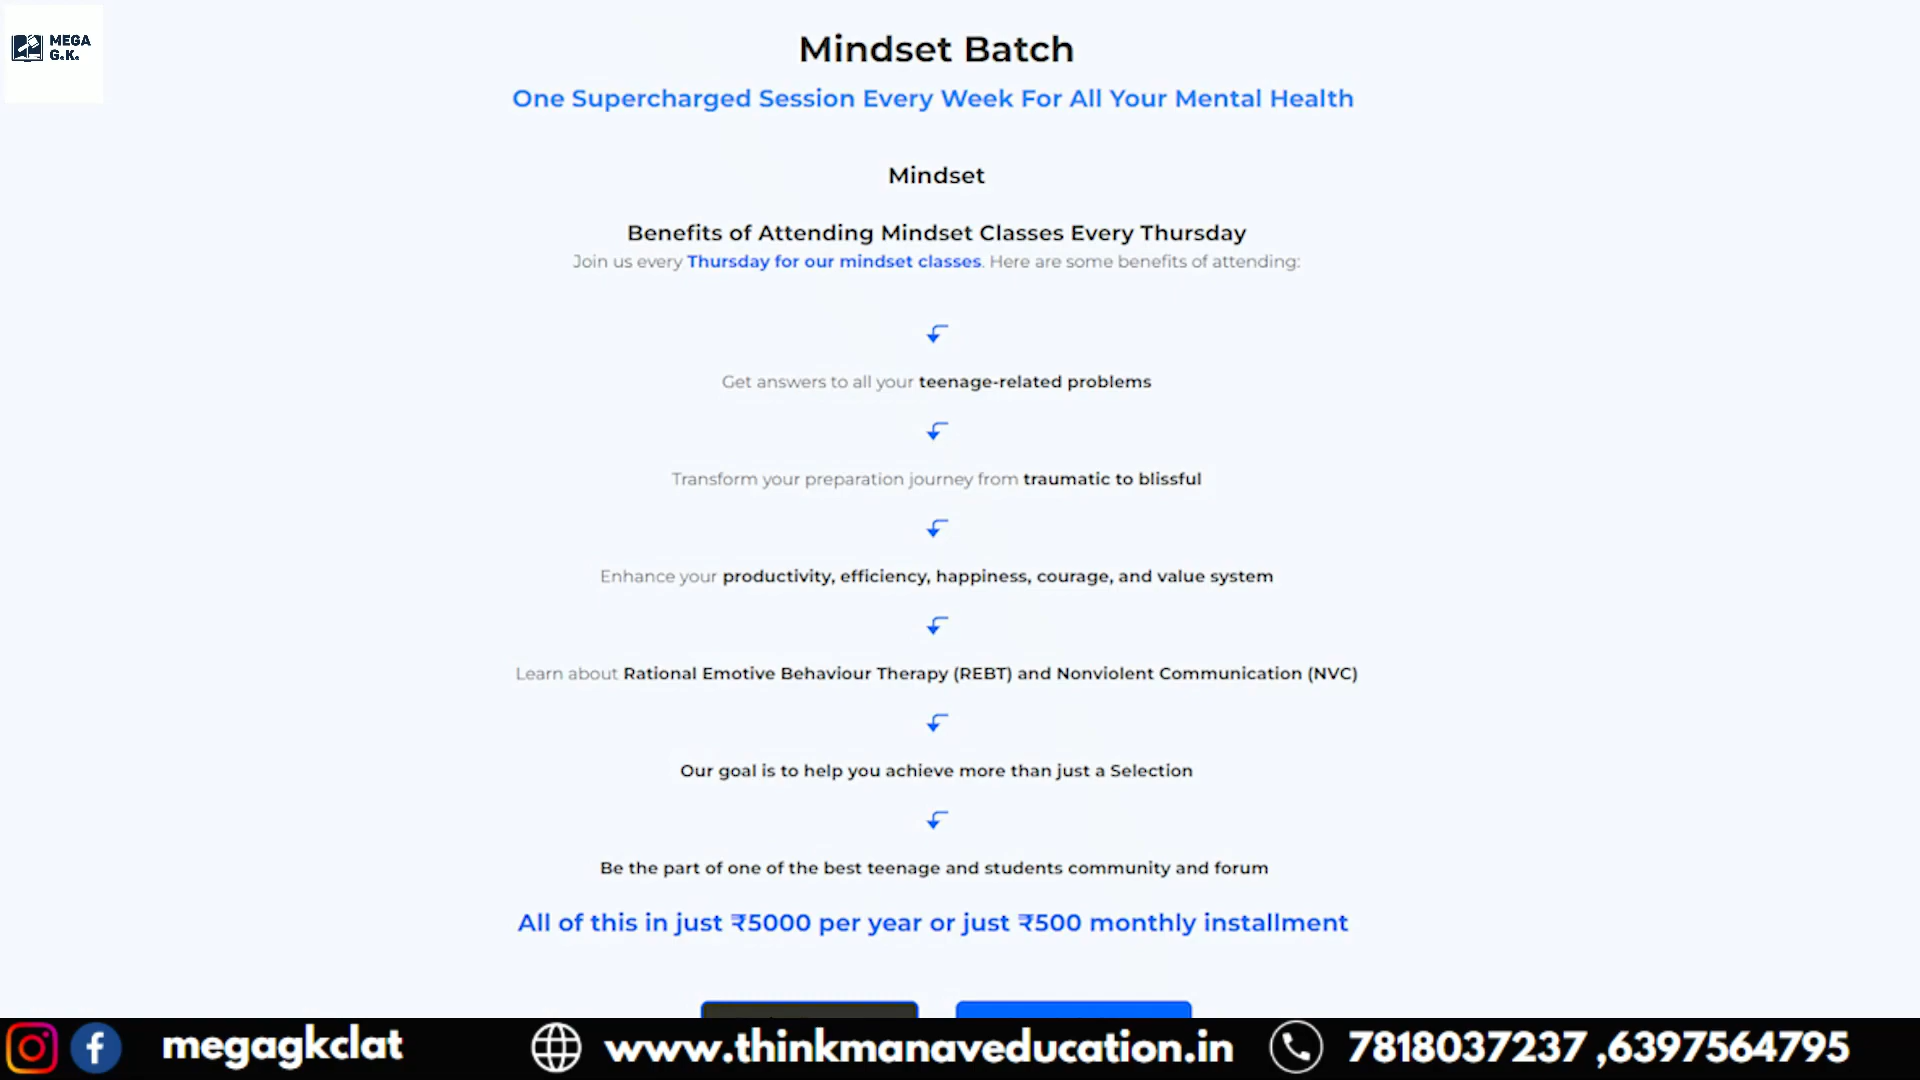 MEGA
G.K.
Mindset Batch
One Supercharged Session Every Week For All Your Mental Health
Mindset
Benefits of Attending Mindset Classes Every Thursday
Join us every Thursday for our mindset classes. Here are some benefits of attending:
Get answers to all your teenage-related problems
Transform your preparation journey from traumatic to blissful
Enhance your productivity, efficiency, happiness, courage, and value system
Learn about Rational Emotive Behaviour Therapy (REBT) and Nonviolent Communication (NVC)
Our goal is to help you achieve more than just a Selection
Be the part of one of the best teenage and students community and forum
All of this in just ₹5000 per year or just ₹500 monthly installment
megagkclat www.thinkmanaveducation.in 7818037237 ,6397564795